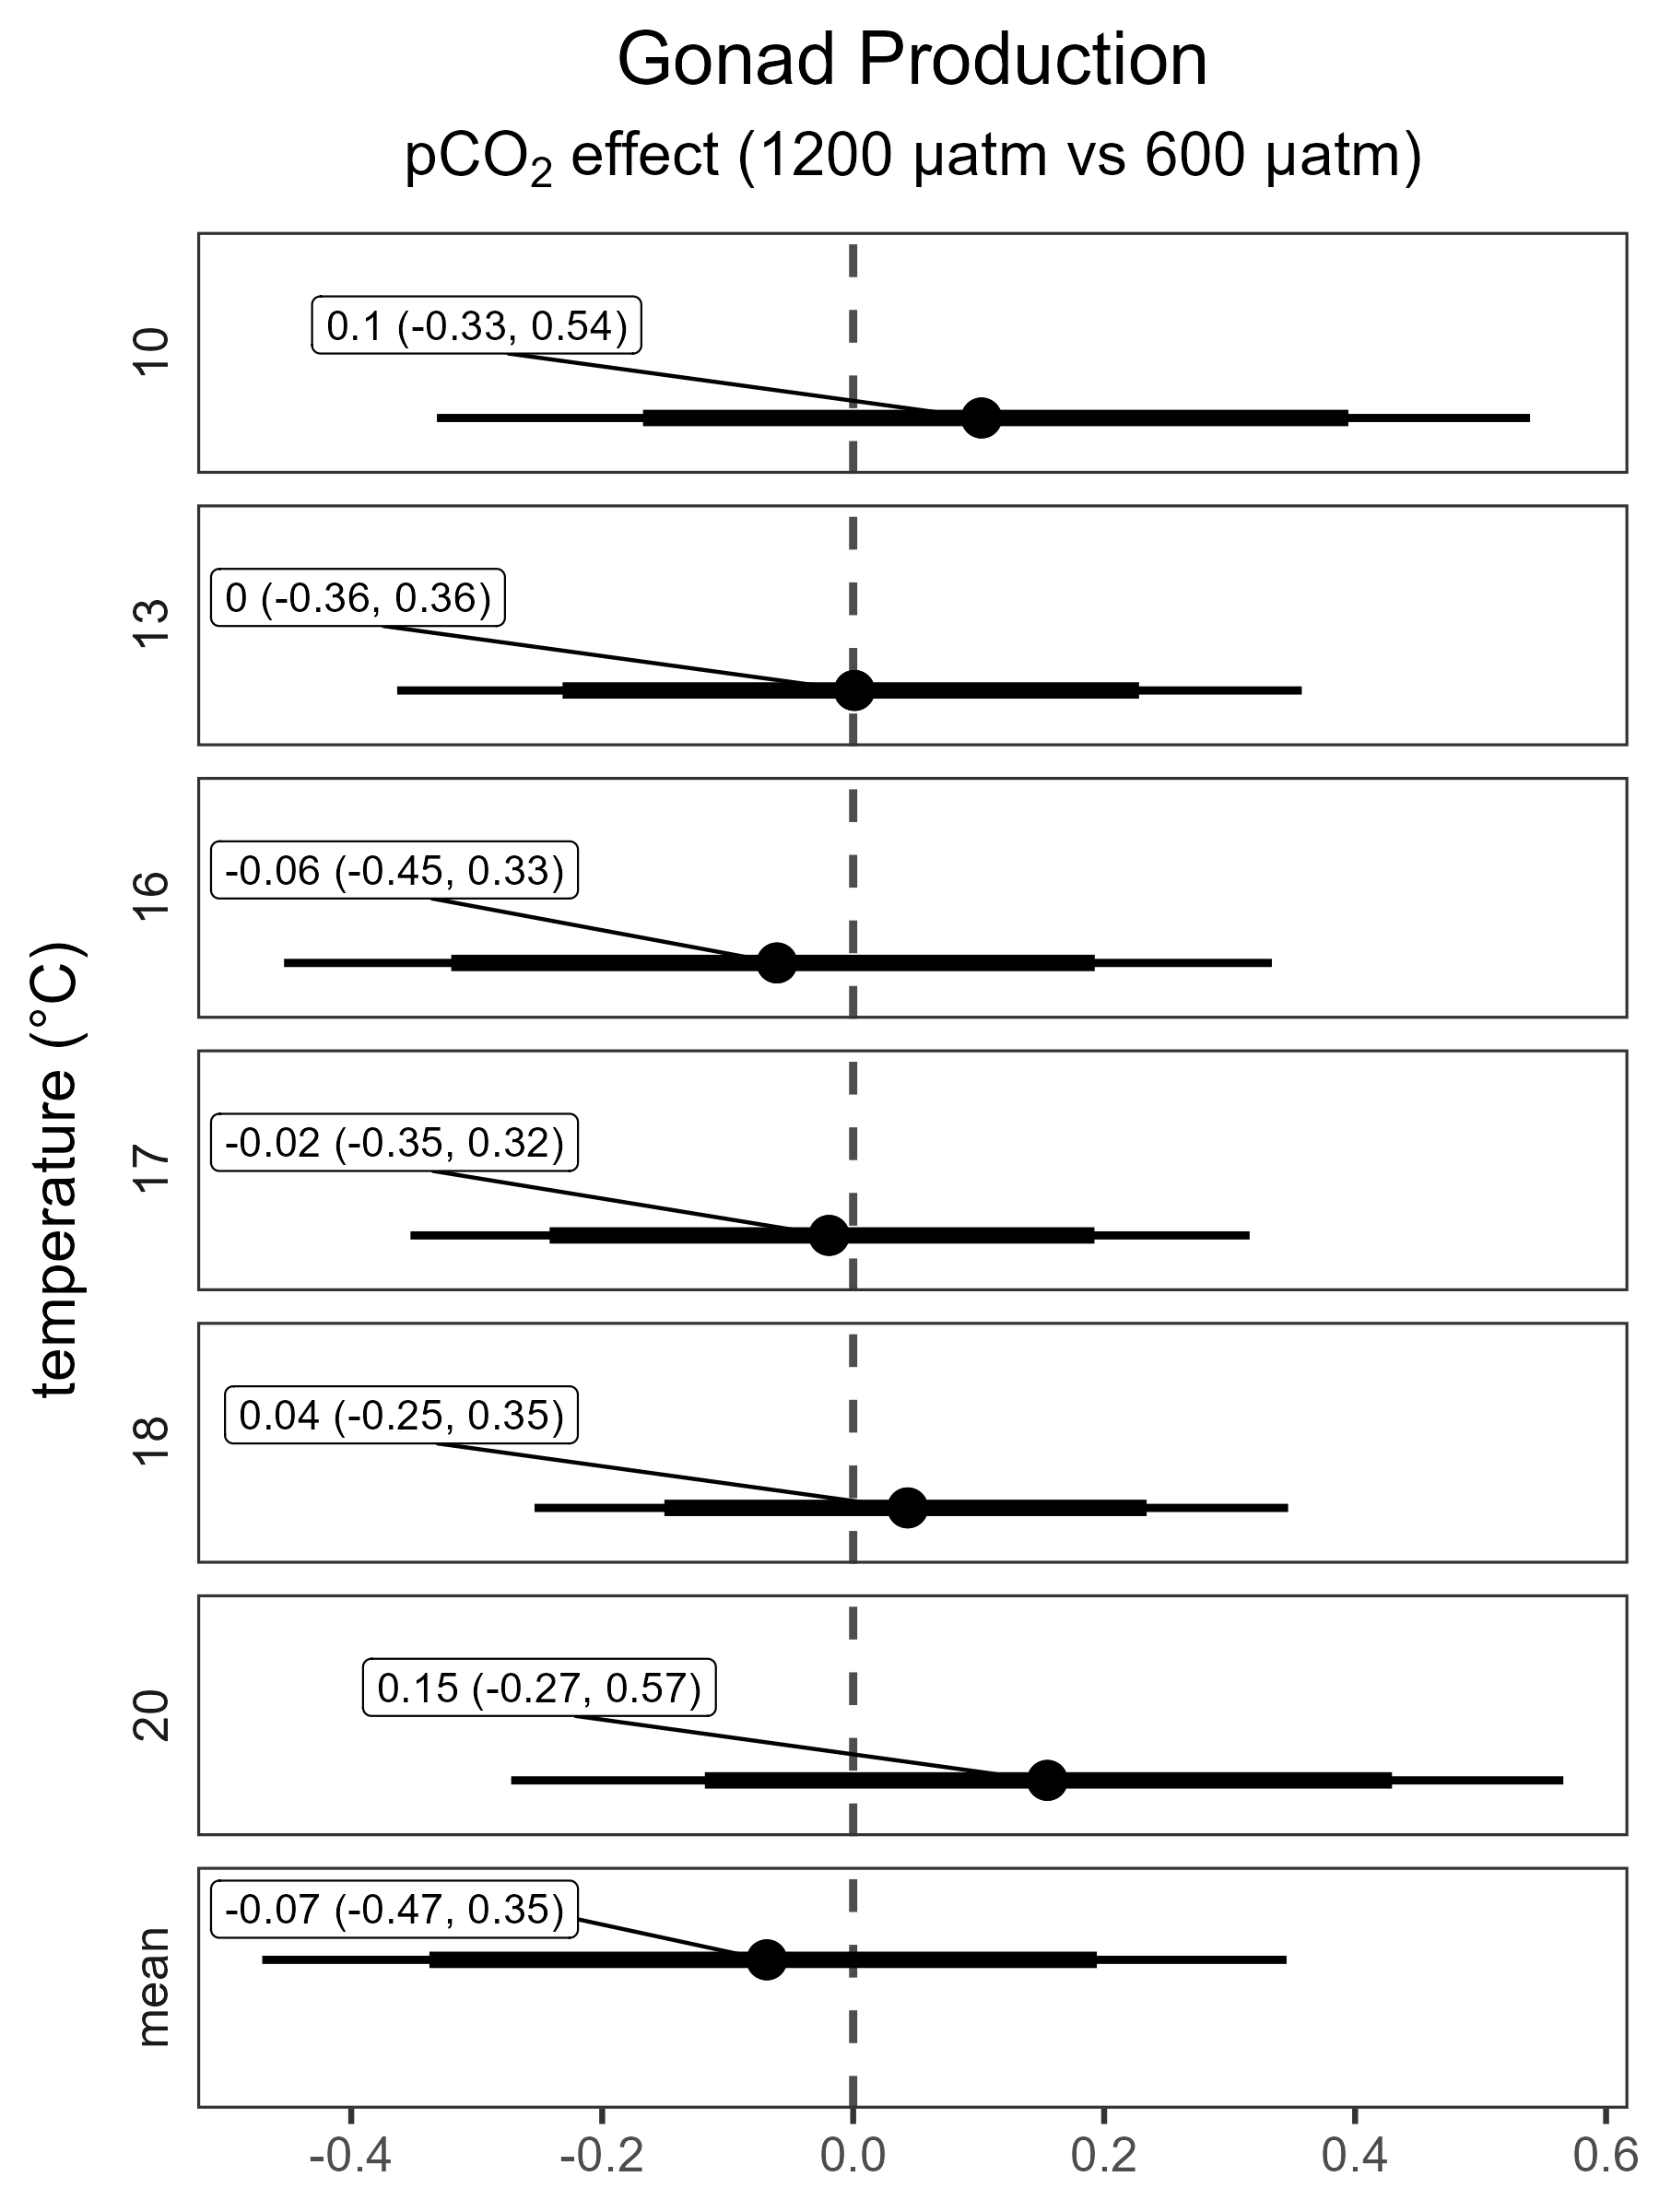 Gonad Production
pCO₂ effect (1200 µatm vs 600 µatm)
temperature (°C)
10
0.1 (-0.33, 0.54)
13
0 (-0.36, 0.36)
16
-0.06 (-0.45, 0.33)
17
-0.02 (-0.35, 0.32)
18
0.04 (-0.25, 0.35)
20
0.15 (-0.27, 0.57)
mean
-0.07 (-0.47, 0.35)
-0.4 -0.2 0.0 0.2 0.4 0.6